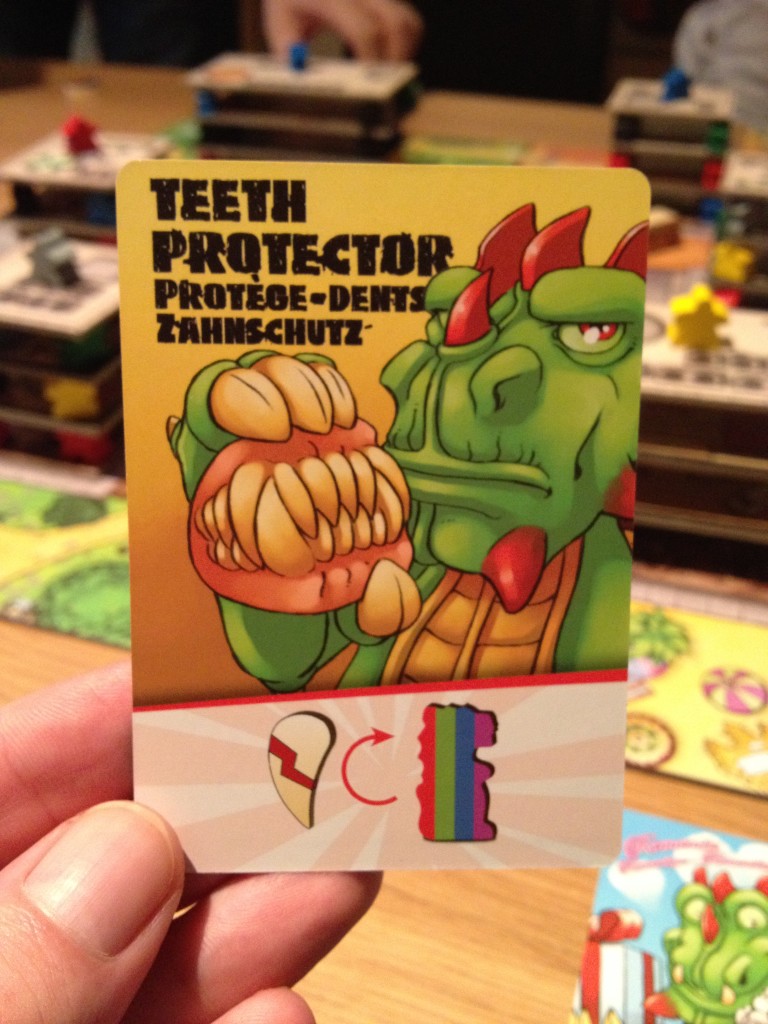 TEETH
PROTECTOR
PROTÈGE-DENTS
ZAHNSCHUTZ